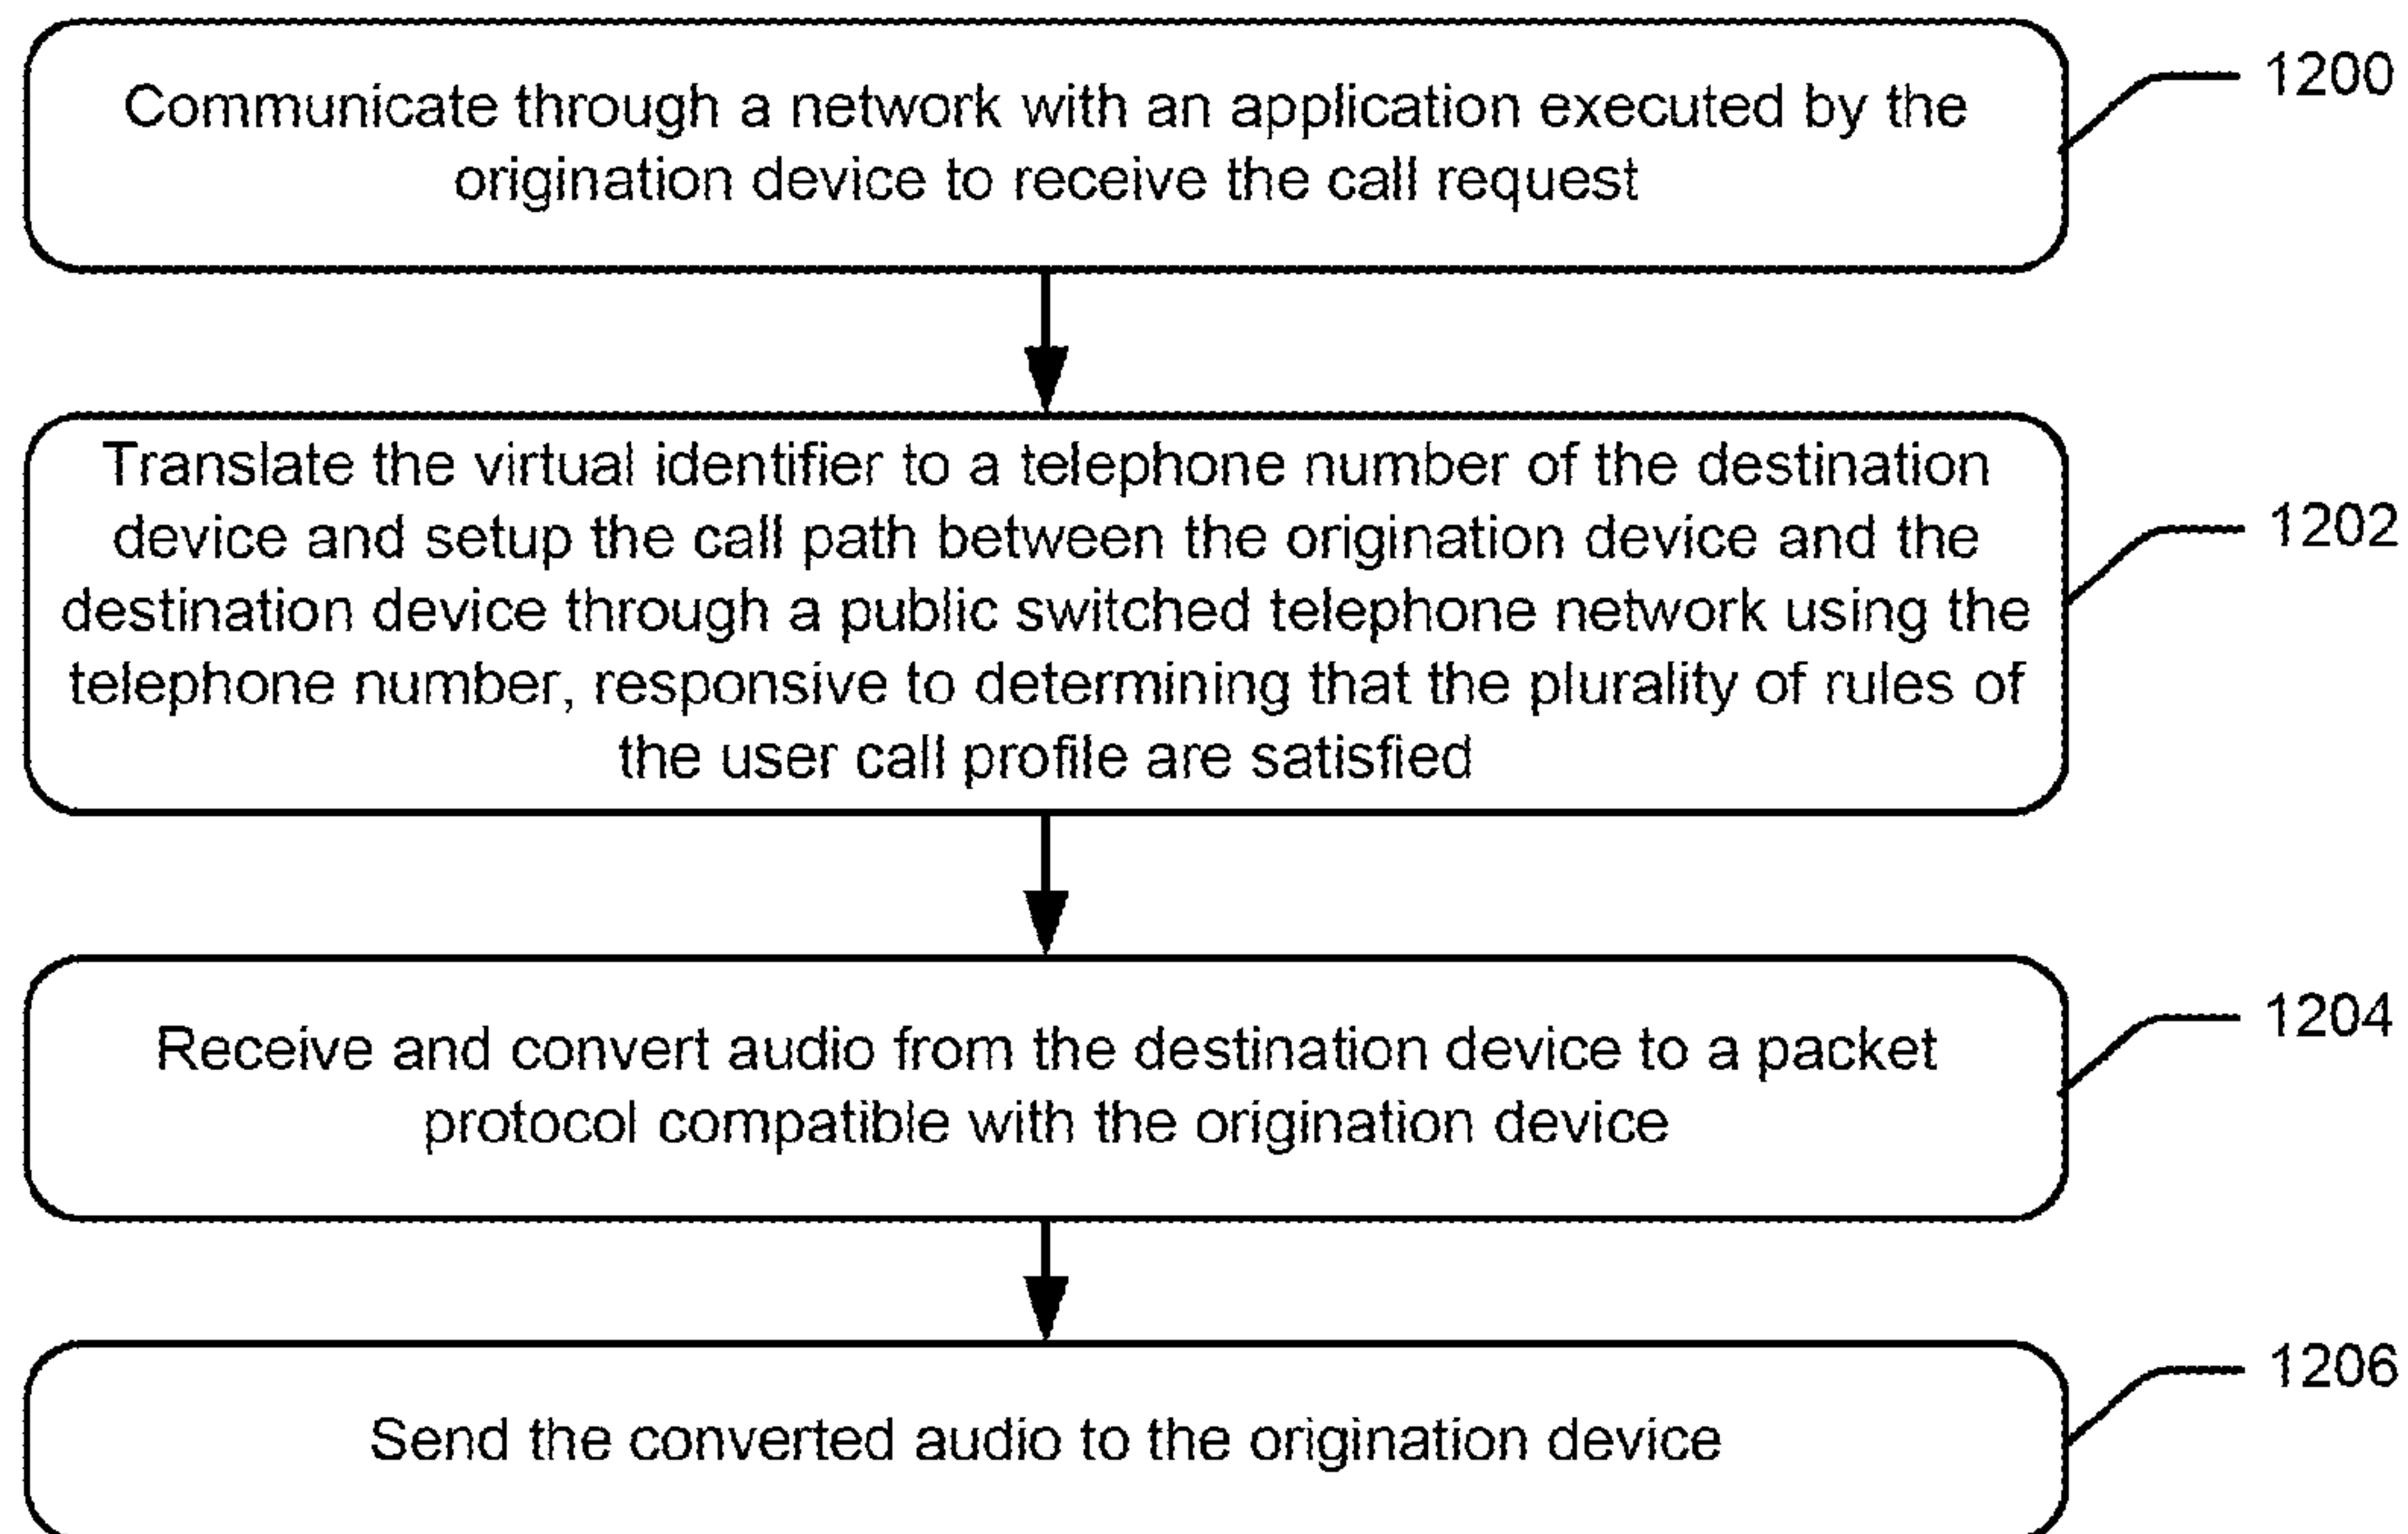 Communicate through a network with an application executed by the
origination device to receive the call request
1200
Translate the virtual identifier to a telephone number of the destination
device and setup the call path between the origination device and the
destination device through a public switched telephone network using the
telephone number, responsive to determining that the plurality of rules of
the user call profile are satisfied
1202
Receive and convert audio from the destination device to a packet
protocol compatible with the origination device
1204
Send the converted audio to the origination device
1206